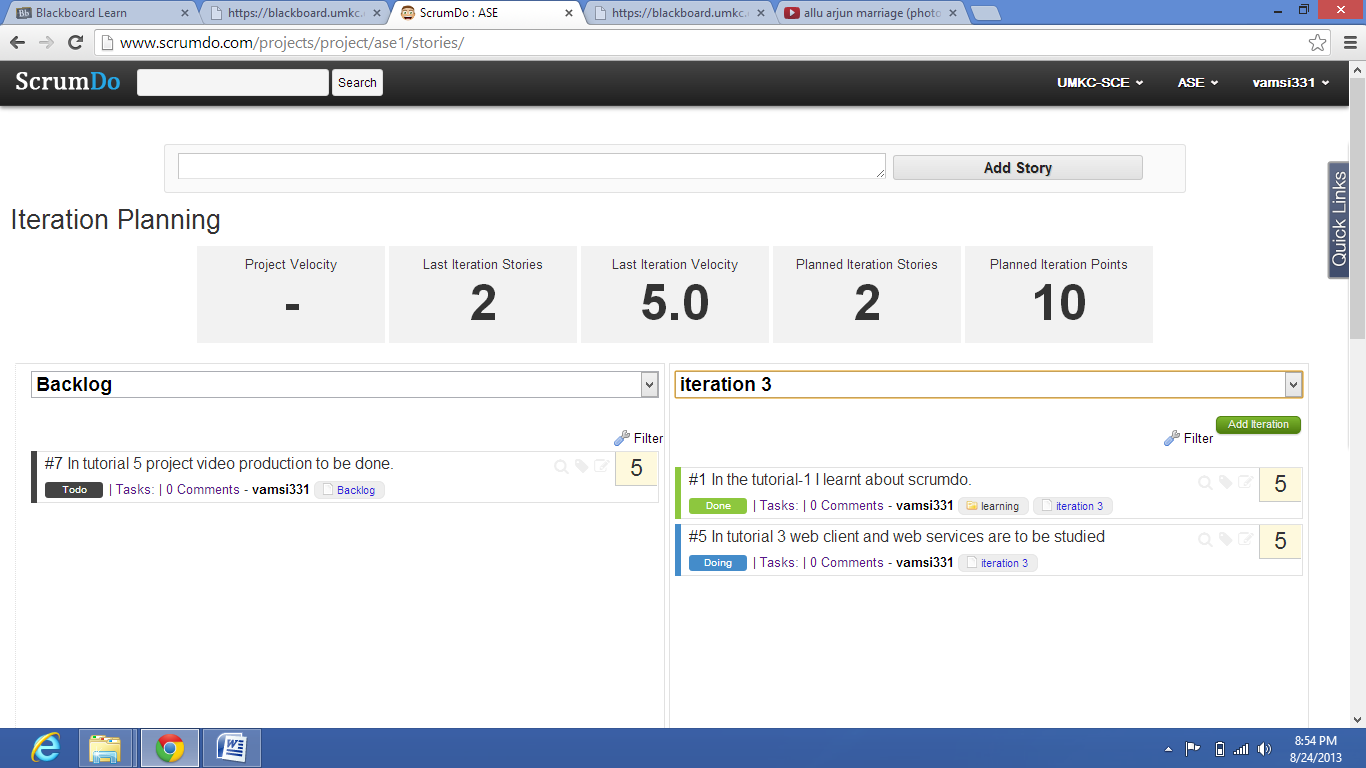 Blackboard Learn
https://blackboard.umkc.
ScrumDo : ASE
https://blackboard.umkc.
allu arjun marriage (photo
www.scrumdo.com/projects/project/ase1/stories/
ScrumDo
Search
UMKC-SCE
ASE
vamsi331
Add Story
Quick Links
Iteration Planning
Project Velocity
-
Last Iteration Stories
2
Last Iteration Velocity
5.0
Planned Iteration Stories
2
Planned Iteration Points
10
Backlog
Filter
#7 In tutorial 5 project video production to be done.
5
Todo | Tasks: | 0 Comments - vamsi331 Backlog
iteration 3
Add Iteration
Filter
#1 In the tutorial-1 I learnt about scrumdo.
5
Done | Tasks: | 0 Comments - vamsi331 learning iteration 3
#5 In tutorial 3 web client and web services are to be studied
5
Doing | Tasks: | 0 Comments - vamsi331 iteration 3
8:54 PM
8/24/2013